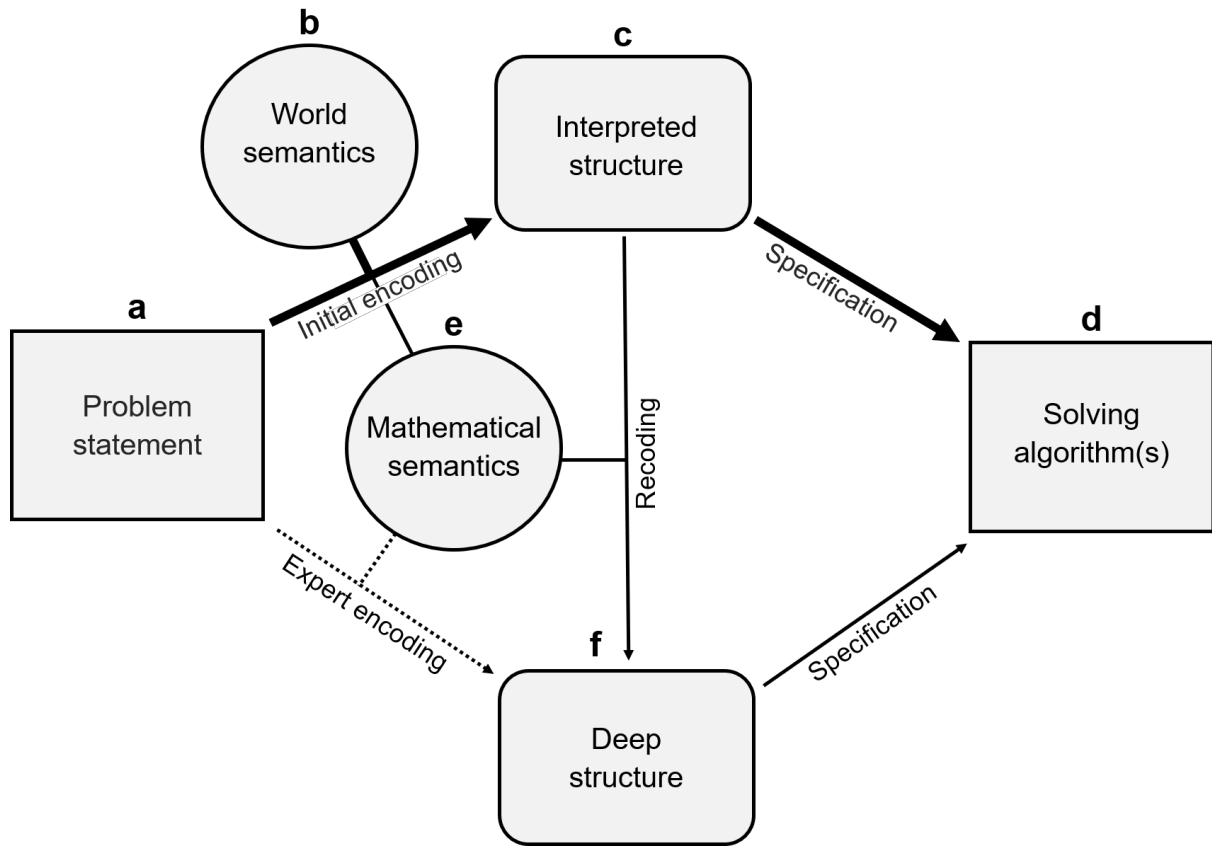 b
World
semantics
c
Interpreted
structure
Initial encoding
Specification
a
Problem
statement
e
Mathematical
semantics
Recoding
d
Solving
algorithm(s)
Expert encoding
f
Deep
structure
Specification